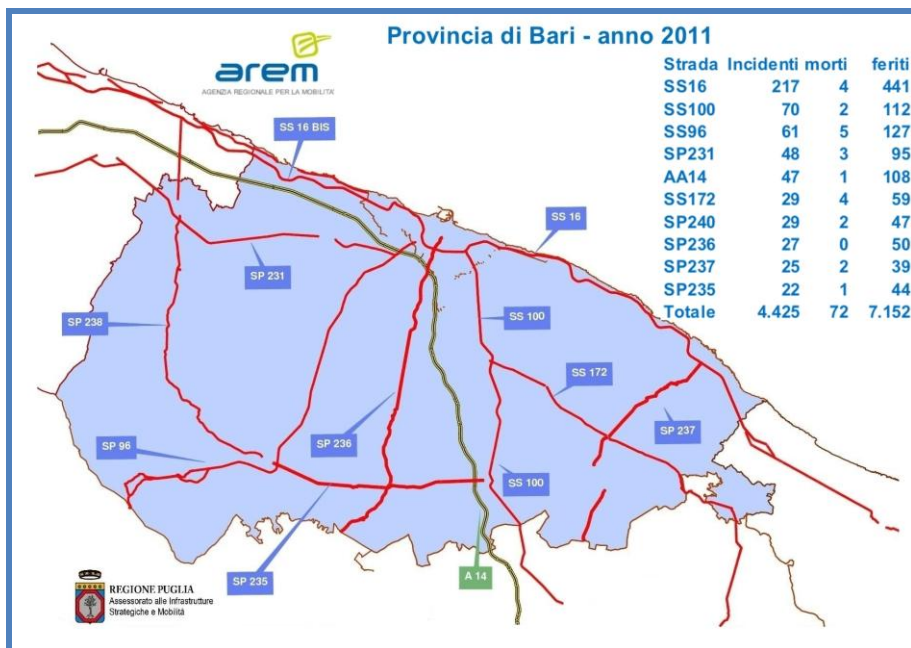 Provincia di Bari - anno 2011
arem
AGENZIA REGIONALE PER LA MOBILITA'
Strada Incidenti morti feriti
SS16 217 4 441
SS100 70 2 112
SS96 61 5 127
SP231 48 3 95
AA14 47 1 108
SS172 29 4 59
SP240 29 2 47
SP236 27 0 50
SP237 25 2 39
SP235 22 1 44
Totale 4.425 72 7.152
SS 16 BIS
SS 16
SP 231
SP 238
SS 100
SS 172
SP 96
SP 236
SP 237
SS 100
SP 235
A 14
REGIONE PUGLIA
Assessorato alle Infrastrutture
Strategiche e Mobilità